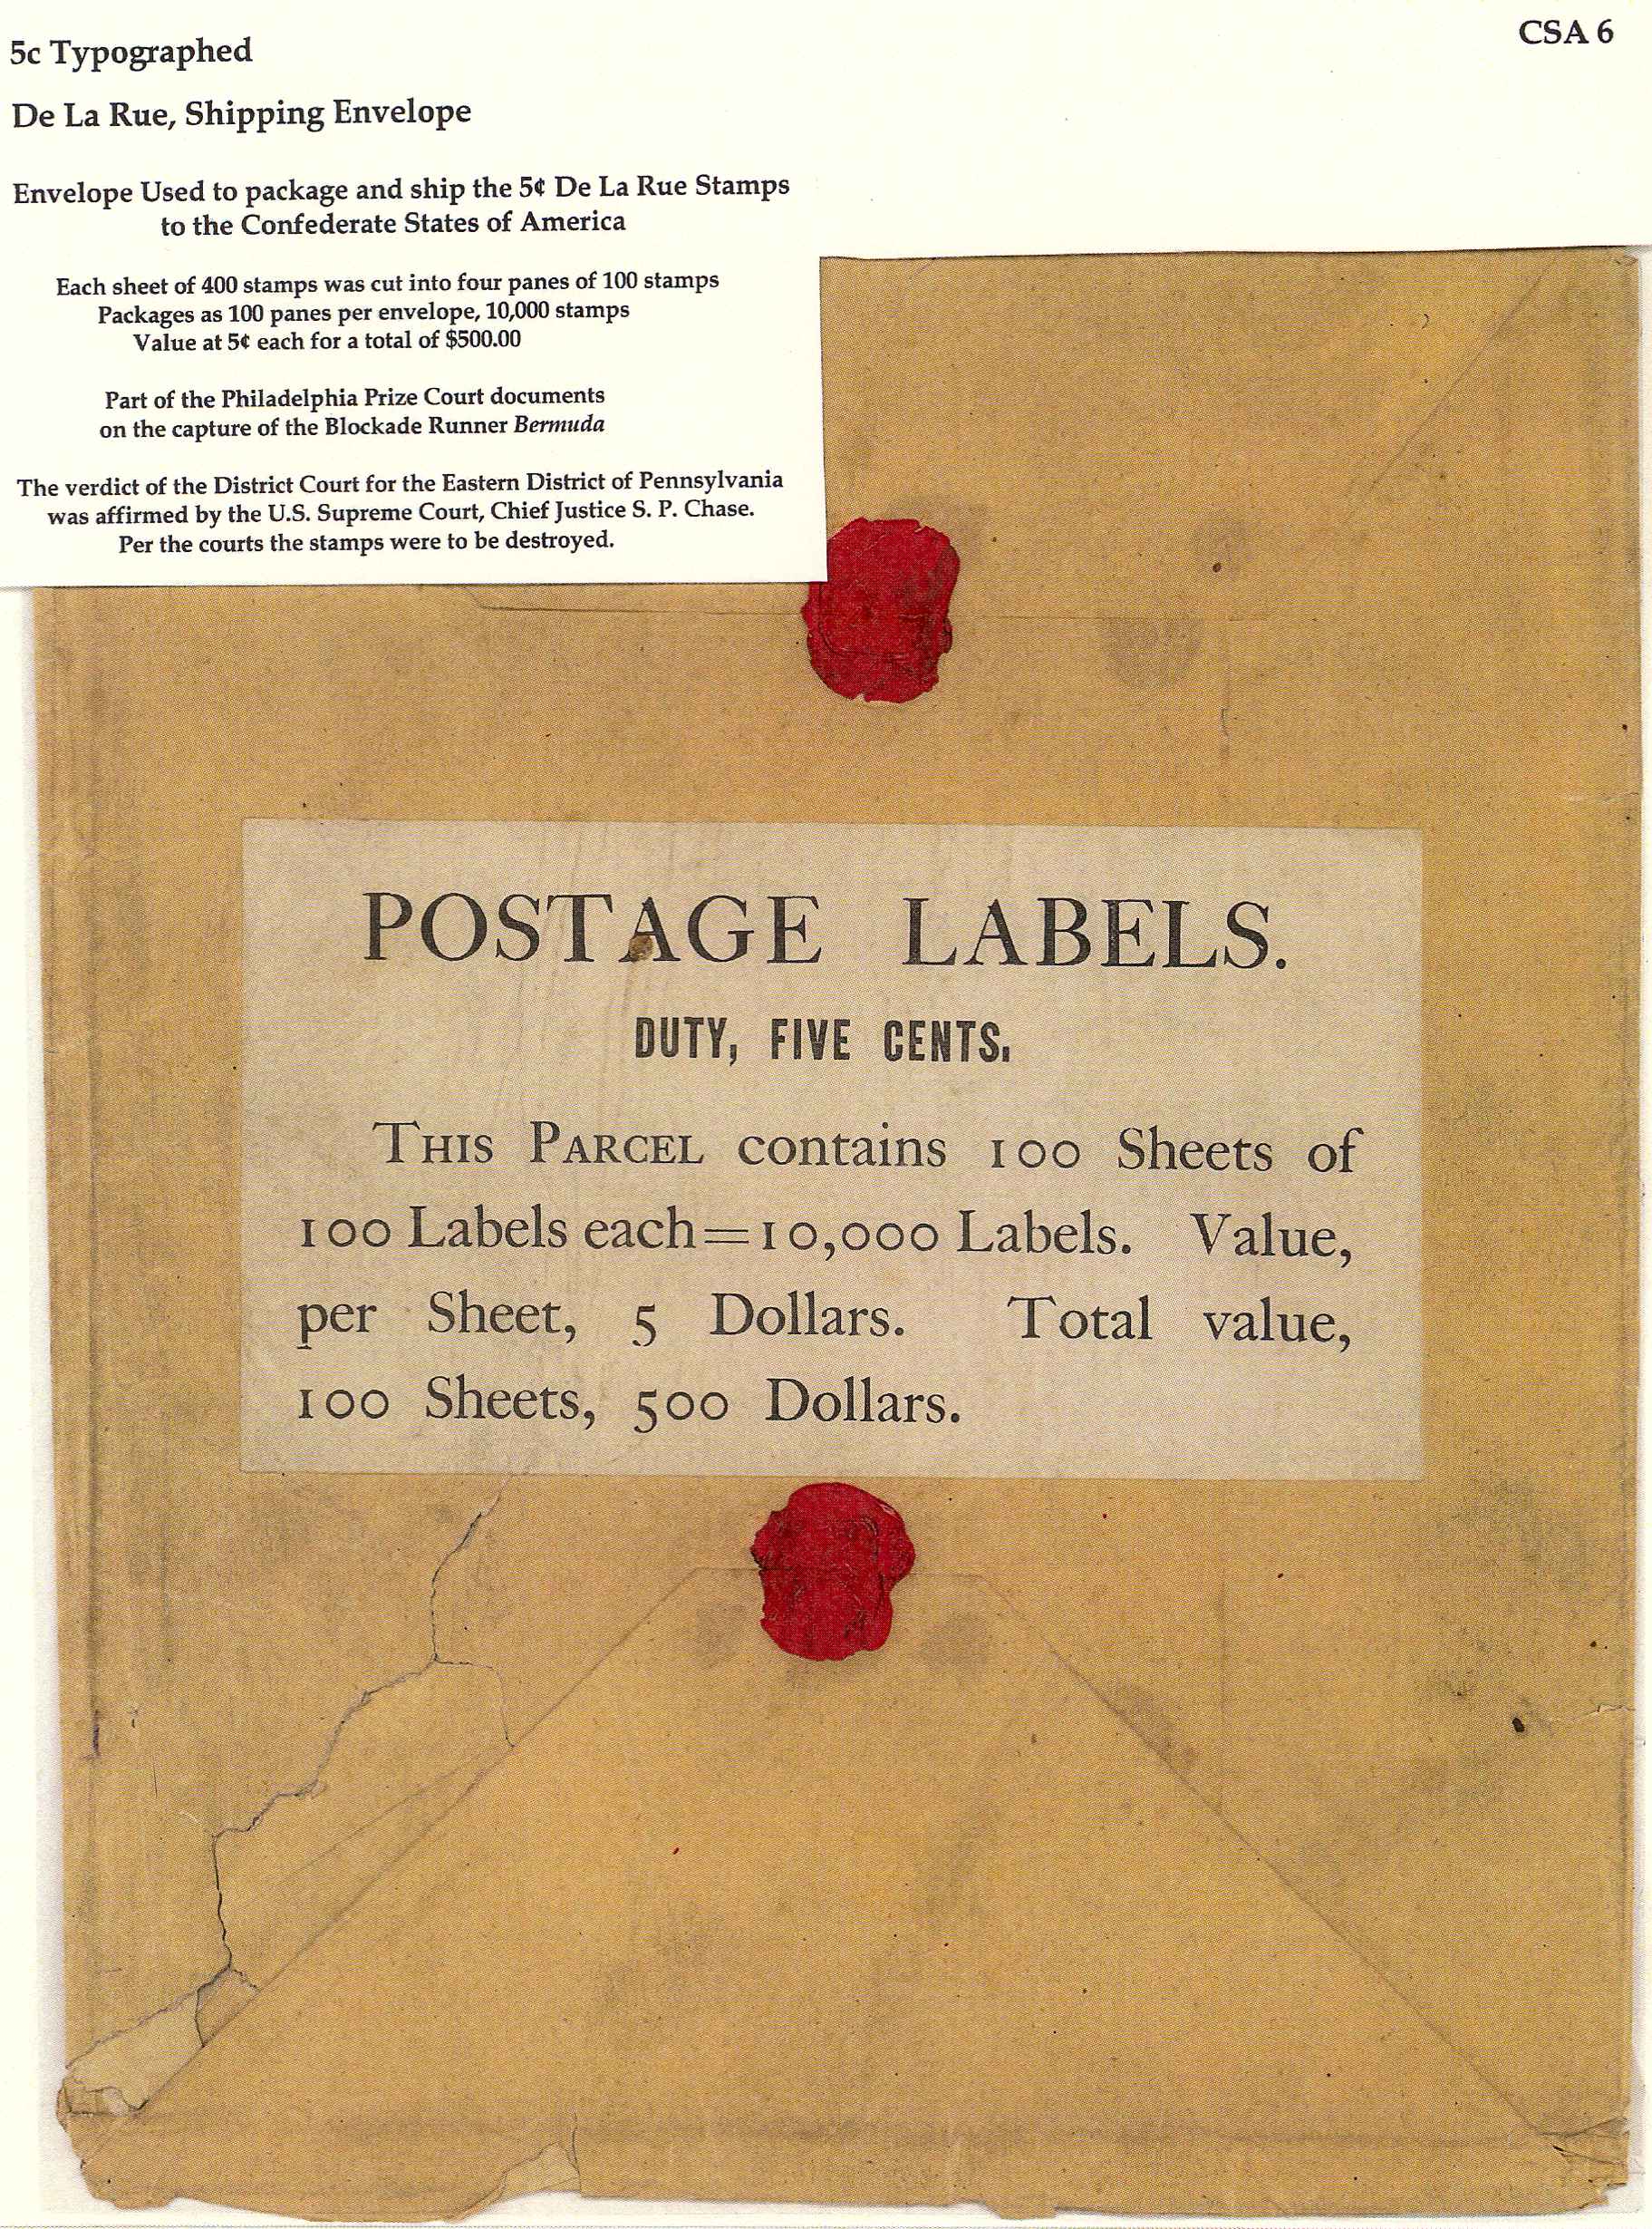 5c Typographed
CSA 6
De La Rue, Shipping Envelope
Envelope Used to package and ship the 5¢ De La Rue Stamps
to the Confederate States of America
Each sheet of 400 stamps was cut into four panes of 100 stamps
Packages as 100 panes per envelope, 10,000 stamps
Value at 5¢ each for a total of $500.00
Part of the Philadelphia Prize Court documents
on the capture of the Blockade Runner Bermuda
The verdict of the District Court for the Eastern District of Pennsylvania
was affirmed by the U.S. Supreme Court, Chief Justice S. P. Chase.
Per the courts the stamps were to be destroyed.
POSTAGE LABELS.
DUTY, FIVE CENTS.
THIS PARCEL contains 100 Sheets of
100 Labels each=10,000 Labels. Value,
per Sheet, 5 Dollars. Total value,
100 Sheets, 500 Dollars.